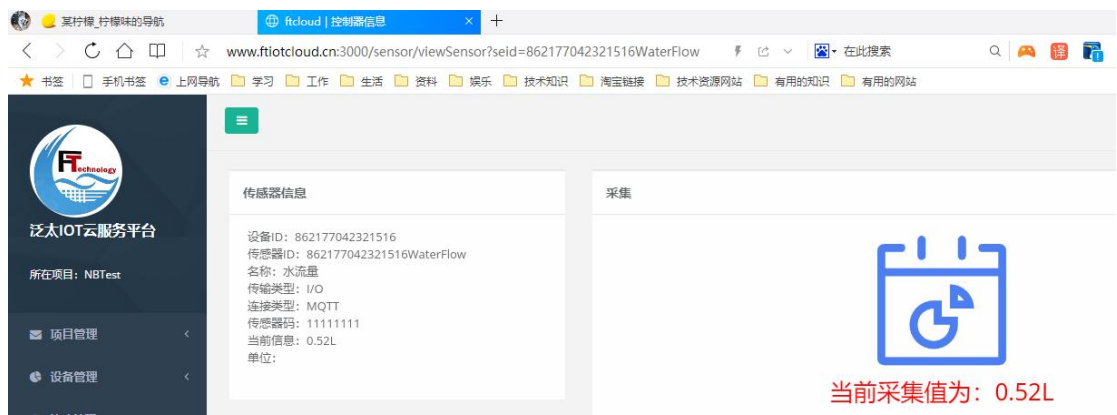 某柠檬_柠檬味的导航
ftcloud | 控制器信息
www.ftiotcloud.cn:3000/sensor/viewSensor?seid=862177042321516WaterFlow
在此搜索
译
书签 手机书签 上网导航 学习 工作 生活 资料 娱乐 技术知识 淘宝链接 技术资源网站 有用的知识 有用的网站
FTechnology
泛太IOT云服务平台
所在项目：NBTest
项目管理
设备管理
传感器信息
设备ID：862177042321516
传感器ID：862177042321516WaterFlow
名称：水流量
传输类型：I/O
连接类型：MQTT
传感器码：11111111
当前信息：0.52L
单位：
采集
当前采集值为：0.52L